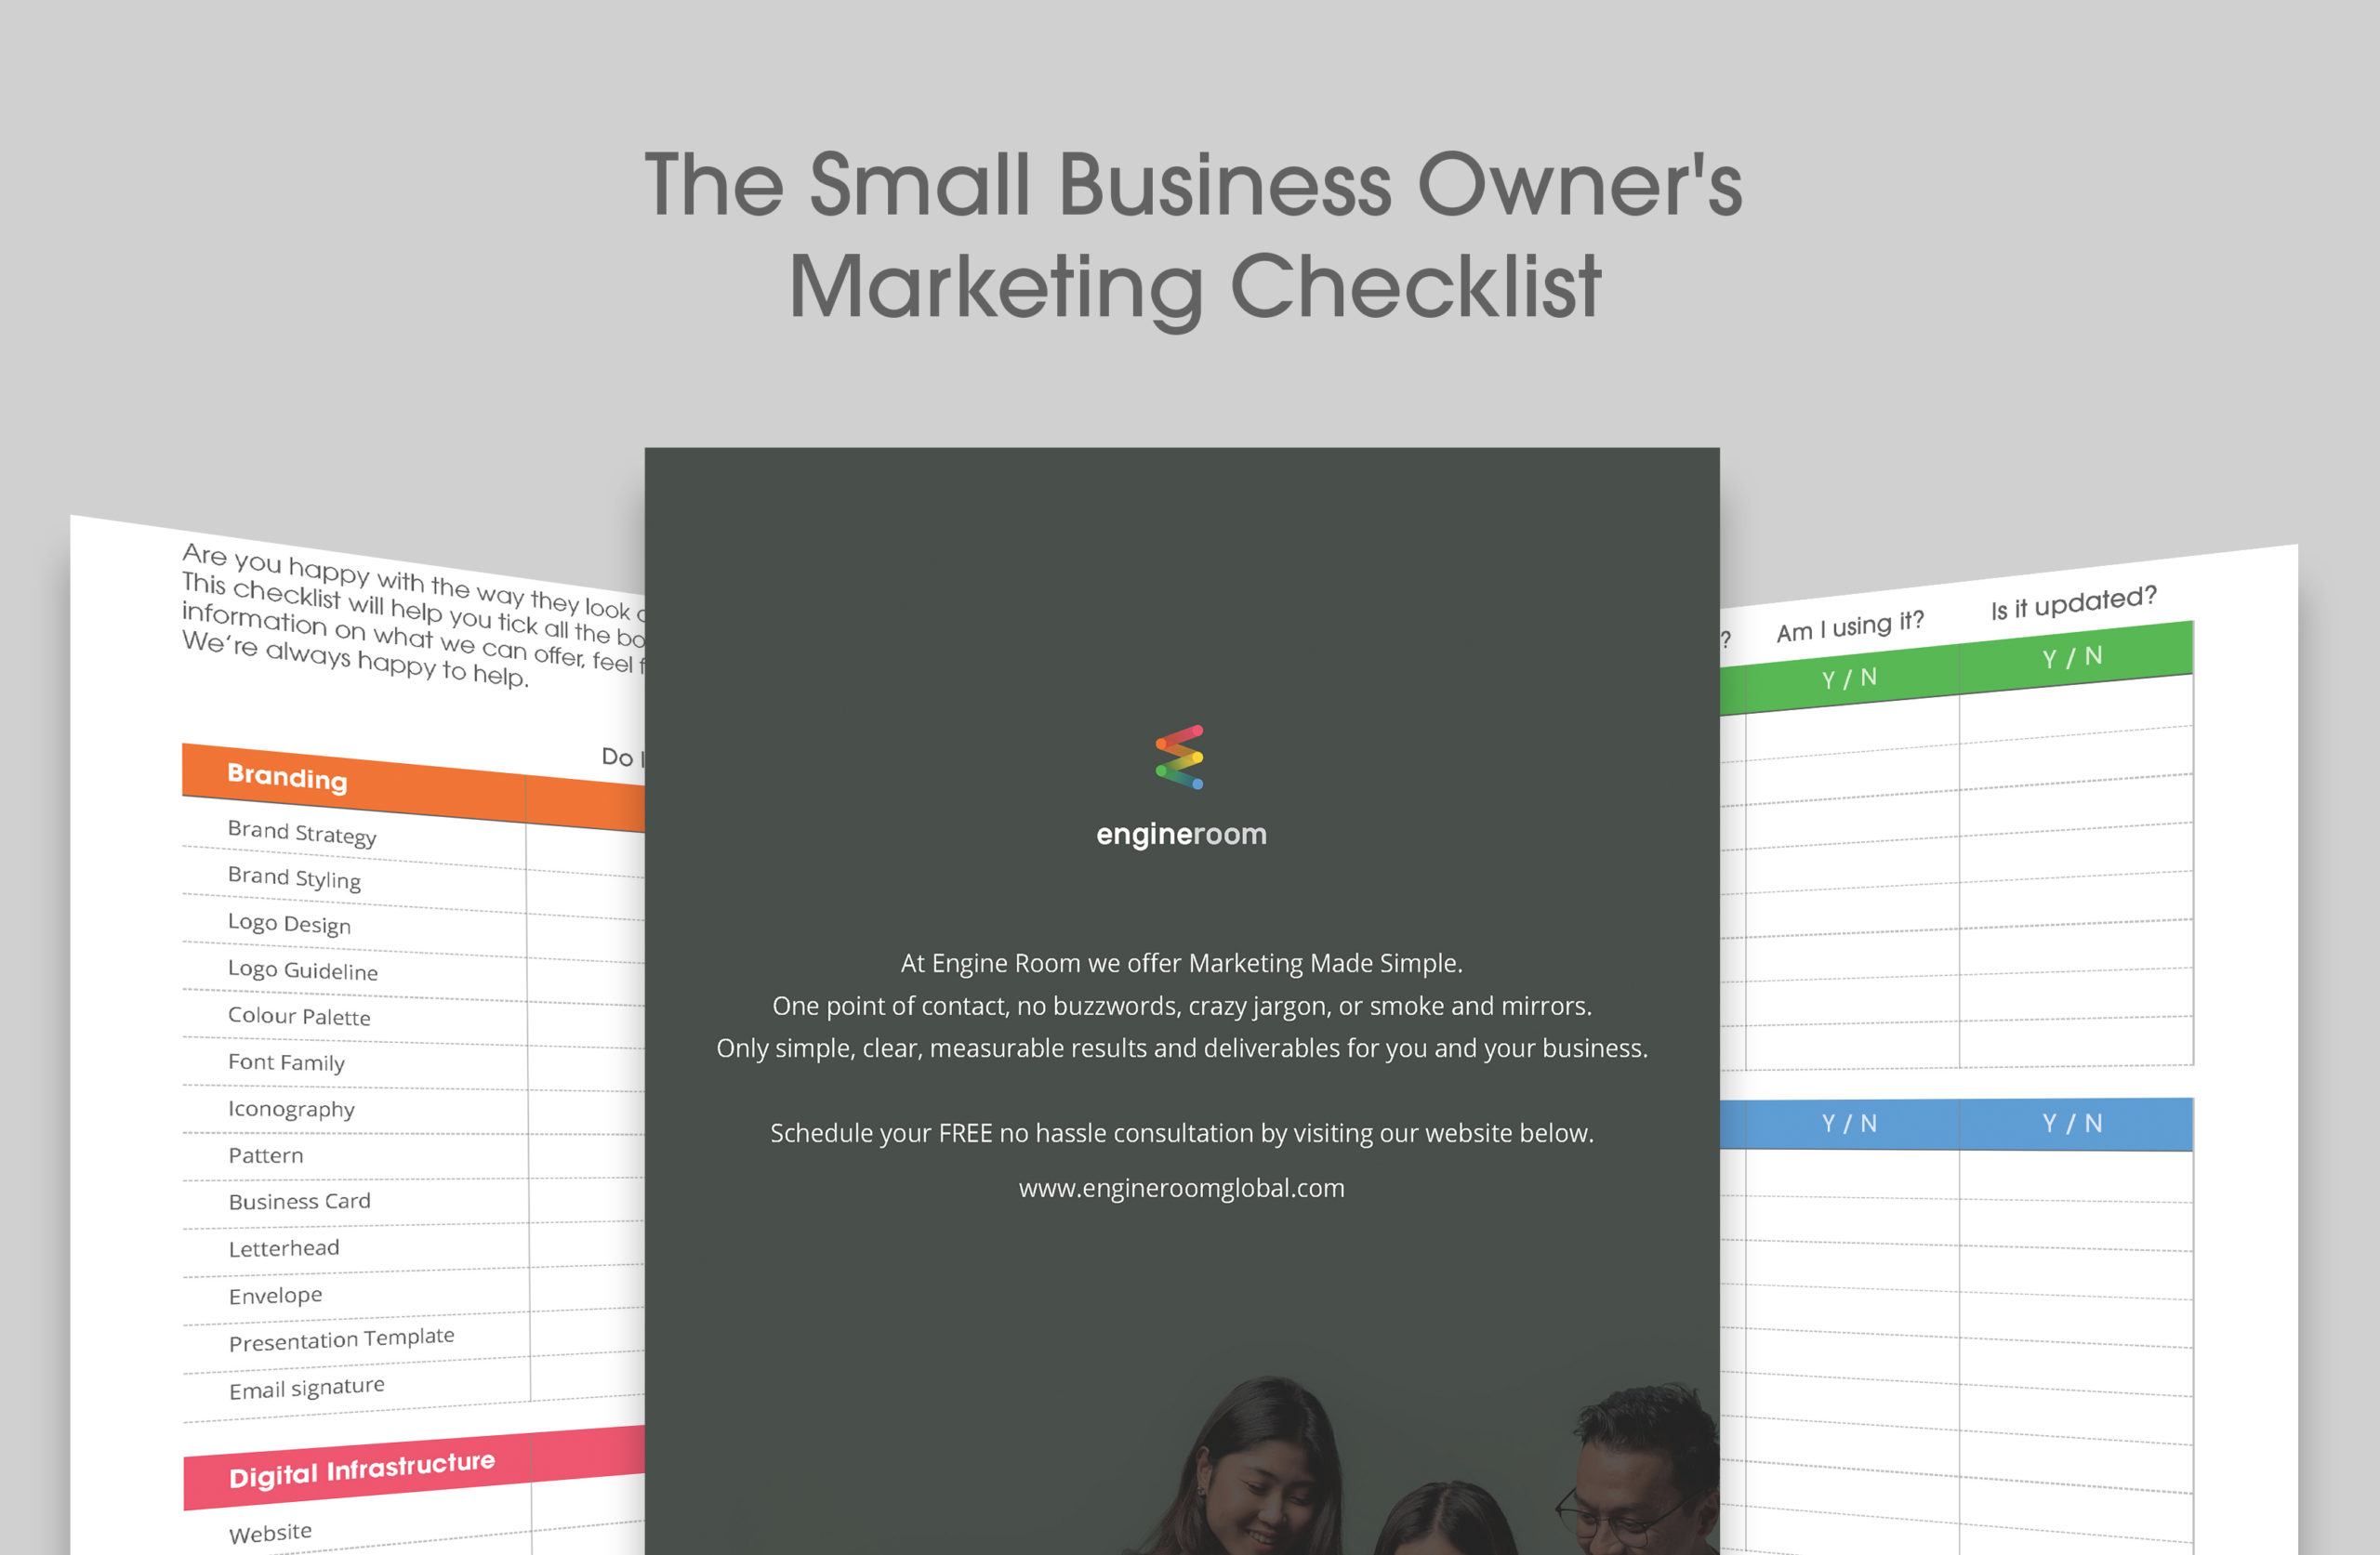 The Small Business Owner's
Marketing Checklist
Are you happy with the way they look
This checklist will help you tick all the
information on what we can offer, feel
We're always happy to help.
Do I
Branding
Brand Strategy
Brand Styling
Logo Design
Logo Guideline
Colour Palette
Font Family
Iconography
Pattern
Business Card
Letterhead
Envelope
Presentation Template
Email signature
Digital Infrastructure
Website
engineroom
At Engine Room we offer Marketing Made Simple.
One point of contact, no buzzwords, crazy jargon, or smoke and mirrors.
Only simple, clear, measurable results and deliverables for you and your business.
Schedule your FREE no hassle consultation by visiting our website below.
www.engineroomglobal.com
? Am I using it? Is it updated?
Y / N Y / N
Y / N Y / N